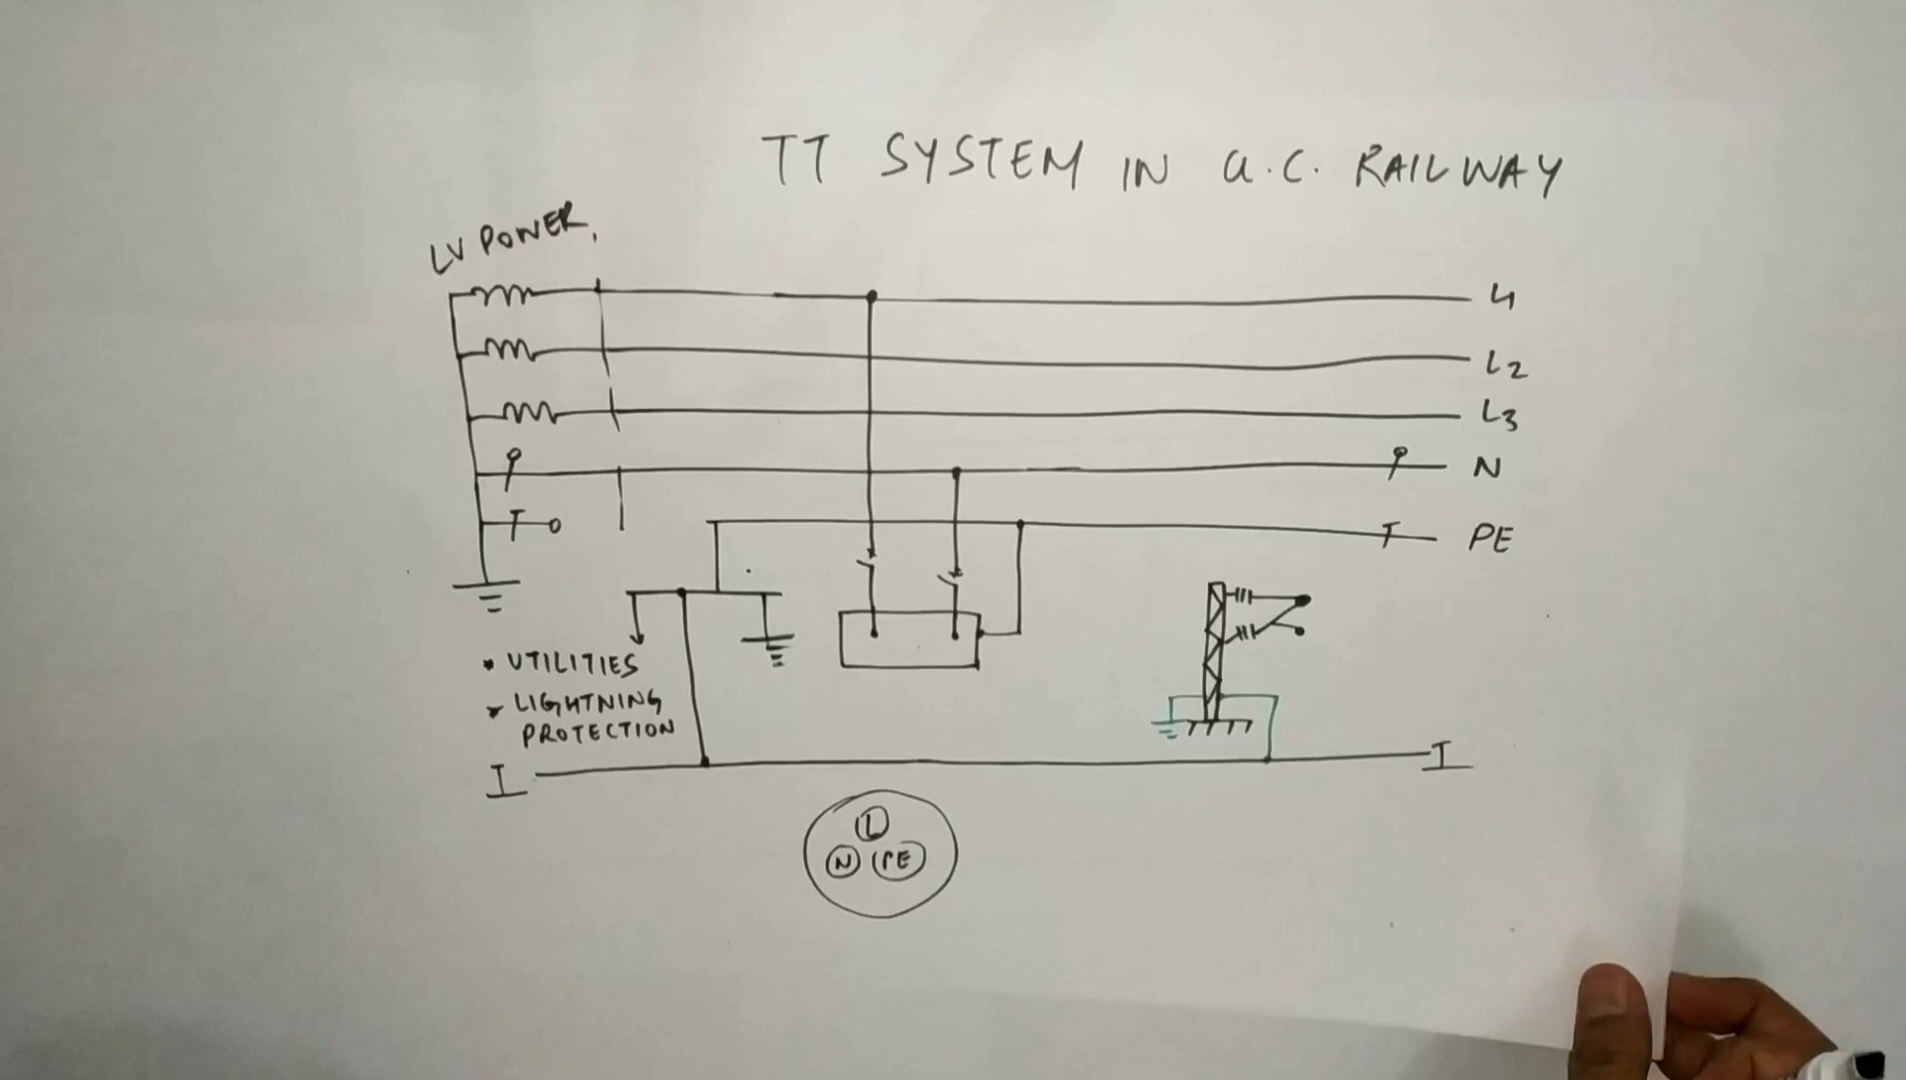 TT SYSTEM IN a.c. RAILWAY
LV POWER,
L1
L2
L3
N
PE
• UTILITIES
• LIGHTNING
PROTECTION
L
N PE